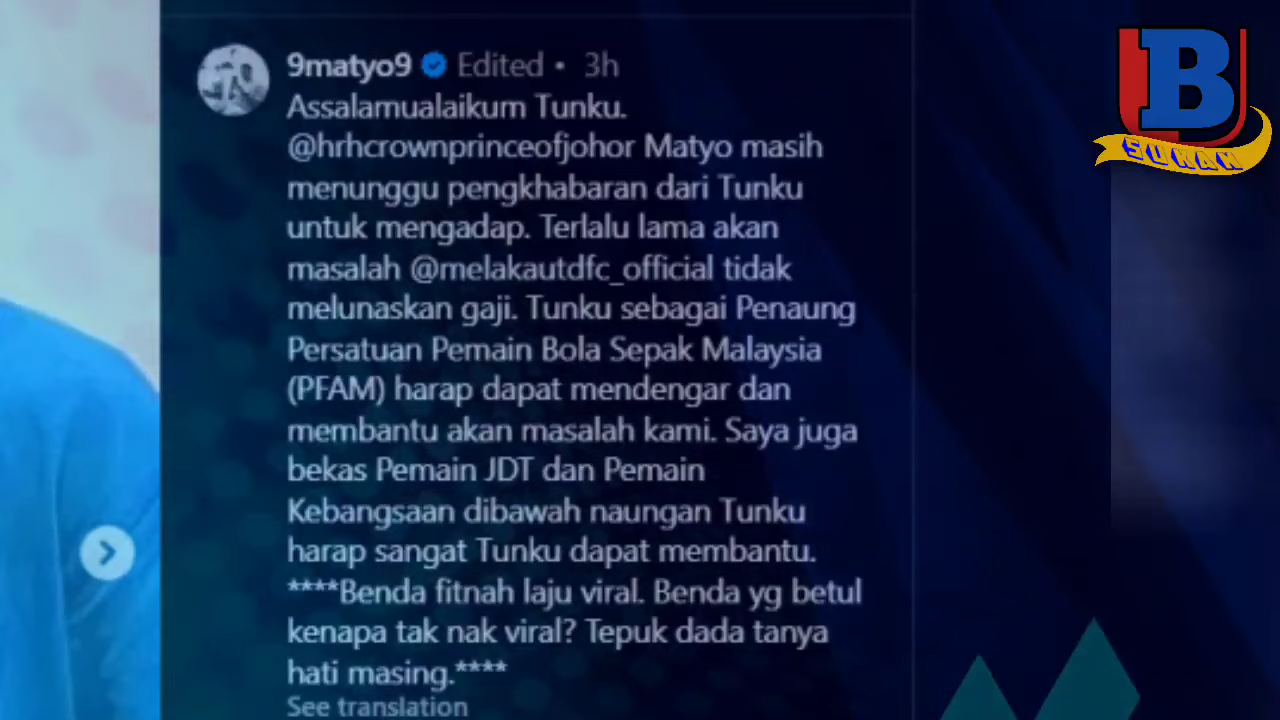 9matyo9 Edited • 3h
Assalamualaikum Tunku.
@hrhcrownprinceofjohor Matyo masih
menunggu pengkhabaran dari Tunku
untuk mengadap. Terlalu lama akan
masalah @melakautdfc_official tidak
melunaskan gaji. Tunku sebagai Penaung
Persatuan Pemain Bola Sepak Malaysia
(PFAM) harap dapat mendengar dan
membantu akan masalah kami. Saya juga
bekas Pemain JDT dan Pemain
Kebangsaan dibawah naungan Tunku
harap sangat Tunku dapat membantu.
****Benda fitnah laju viral. Benda yg betul
kenapa tak nak viral? Tepuk dada tanya
hati masing.****
See translation
B
SUHAN